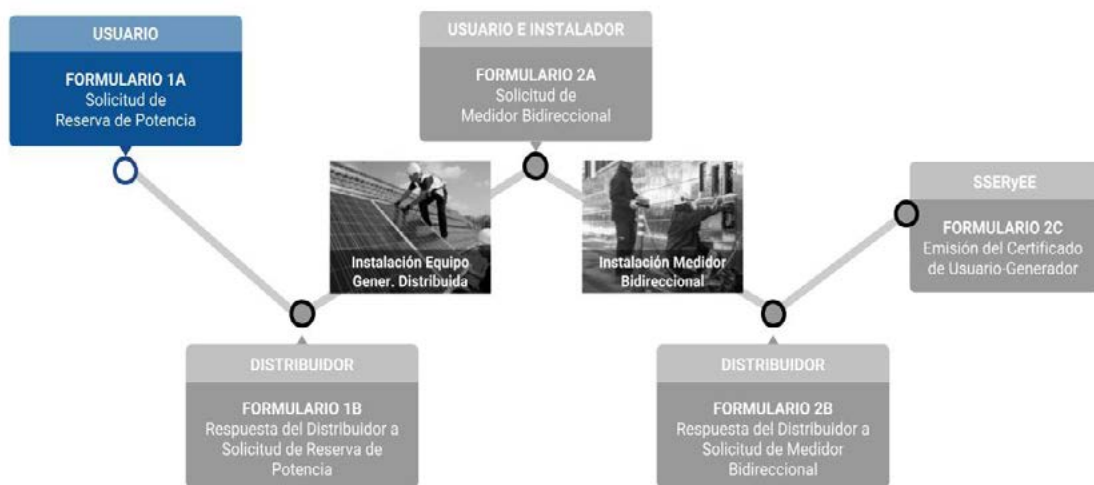 USUARIO
FORMULARIO 1A
Solicitud de
Reserva de Potencia
DISTRIBUIDOR
FORMULARIO 1B
Respuesta del Distribuidor a
Solicitud de Reserva de
Potencia
Instalación Equipo
Gener. Distribuida
USUARIO E INSTALADOR
FORMULARIO 2A
Solicitud de
Medidor Bidireccional
Instalación Medidor
Bidireccional
DISTRIBUIDOR
FORMULARIO 2B
Respuesta del Distribuidor a
Solicitud de Medidor
Bidireccional
SSERyEE
FORMULARIO 2C
Emisión del Certificado
de Usuario-Generador